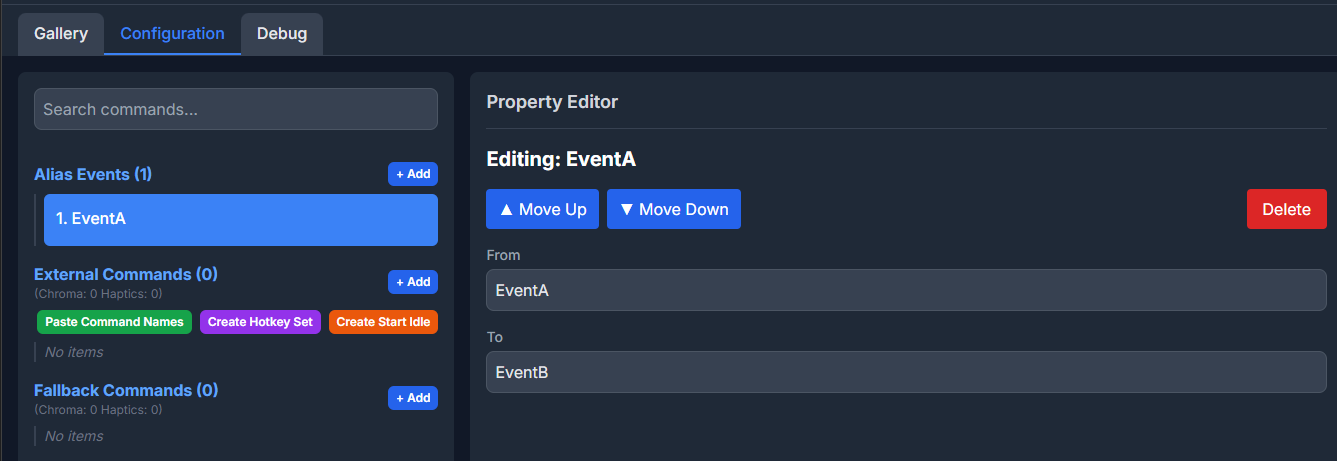 Gallery Configuration Debug
Search commands...
Alias Events (1) + Add
1. EventA
External Commands (0) + Add
(Chroma: 0 Haptics: 0)
Paste Command Names Create Hotkey Set Create Start Idle
No items
Fallback Commands (0) + Add
(Chroma: 0 Haptics: 0)
No items
Property Editor
Editing: EventA
▲ Move Up ▼ Move Down Delete
From
EventA
To
EventB